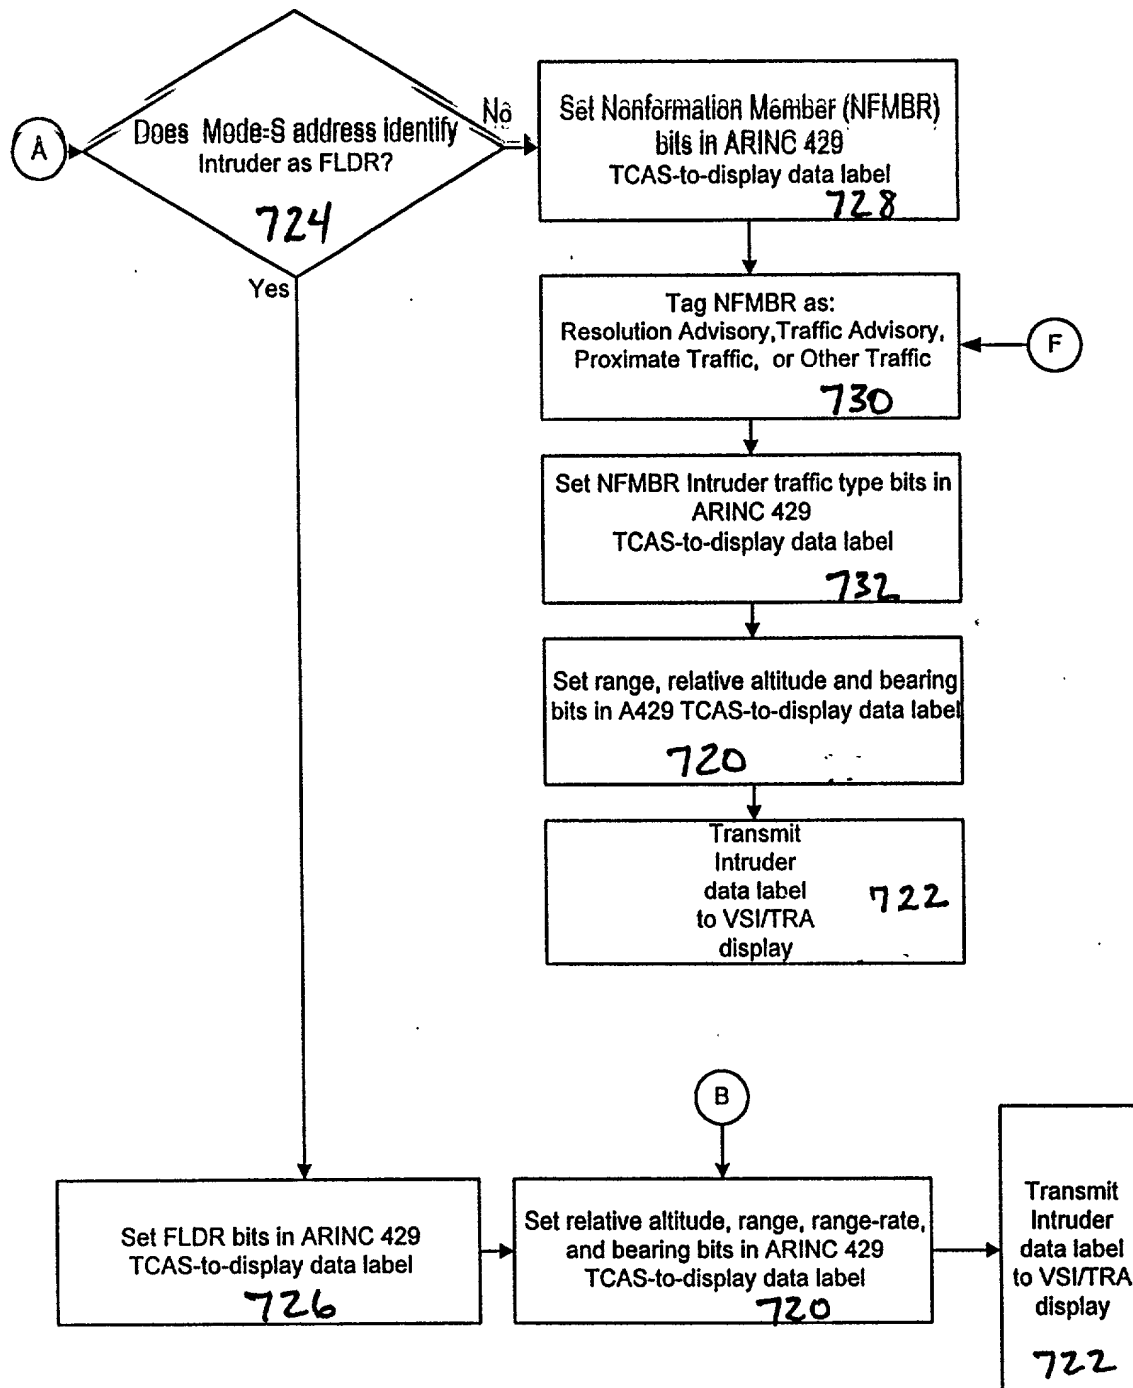 A
Does Mode-S address identify
Intruder as FLDR?
724
No
Yes
Set Nonformation Member (NFMBR)
bits in ARINC 429
TCAS-to-display data label
728
Tag NFMBR as:
Resolution Advisory, Traffic Advisory,
Proximate Traffic, or Other Traffic
730
F
Set NFMBR Intruder traffic type bits in
ARINC 429
TCAS-to-display data label
732
Set range, relative altitude and bearing
bits in A429 TCAS-to-display data label
720
Transmit
Intruder
data label
to VSI/TRA
display
722
B
Set FLDR bits in ARINC 429
TCAS-to-display data label
726
Set relative altitude, range, range-rate,
and bearing bits in ARINC 429
TCAS-to-display data label
720
Transmit
Intruder
data label
to VSI/TRA
display
722